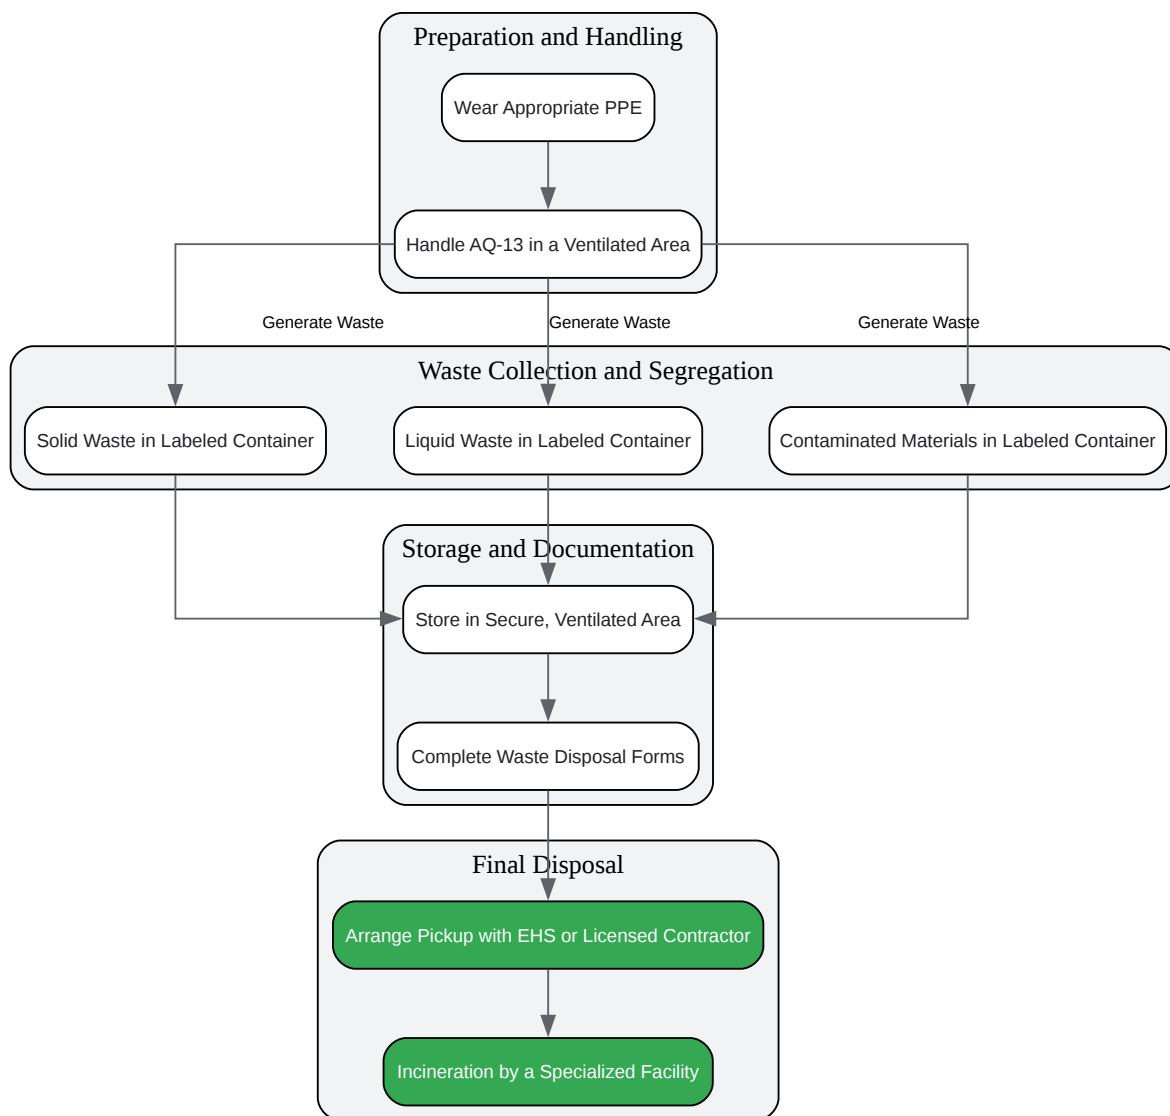 Preparation and Handling
Wear Appropriate PPE
Handle AQ-13 in a Ventilated Area
Generate Waste
Generate Waste
Generate Waste
Waste Collection and Segregation
Solid Waste in Labeled Container
Liquid Waste in Labeled Container
Contaminated Materials in Labeled Container
Storage and Documentation
Store in Secure, Ventilated Area
Complete Waste Disposal Forms
Final Disposal
Arrange Pickup with EHS or Licensed Contractor
Incineration by a Specialized Facility